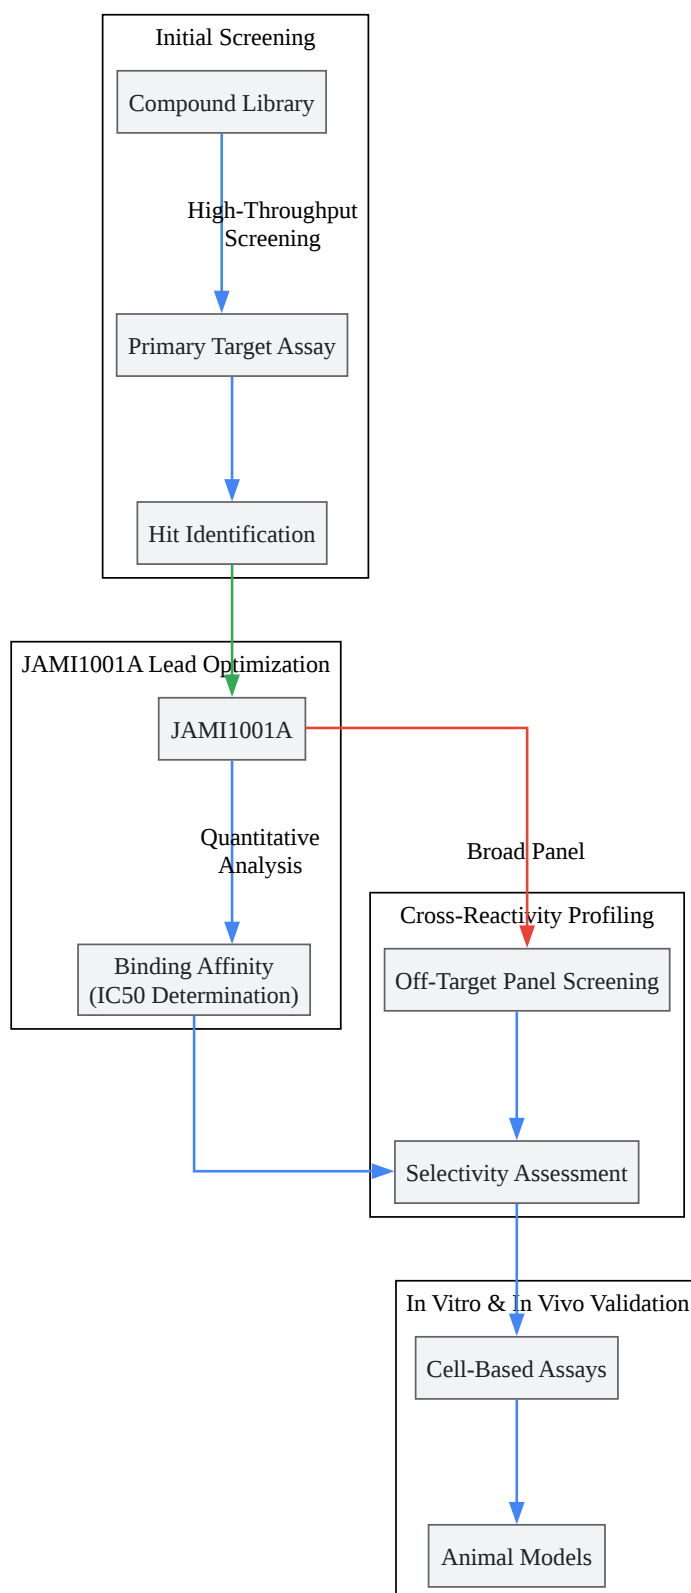 Initial Screening
Compound Library
High-Throughput
Screening
Primary Target Assay
Hit Identification
JAMI1001A Lead Optimization
JAMI1001A
Quantitative
Analysis
Broad Panel
Cross-Reactivity Profiling
Binding Affinity
(IC50 Determination)
Off-Target Panel Screening
Selectivity Assessment
In Vitro & In Vivo Validation
Cell-Based Assays
Animal Models